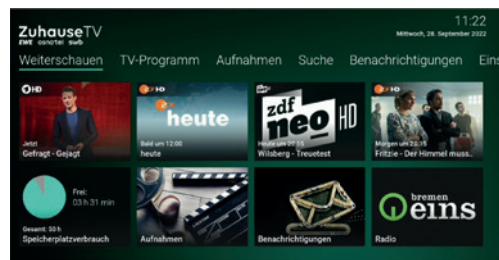 11:22
ZuhauseTV
Mittwoch, 28. September 2022
EWE osnatel swb
Weiterschauen TV-Programm Aufnahmen Suche Benachrichtigungen Eins
HD
Jetzt
Gefragt - Gejagt
HD
heute
Bald um 12:00
heute
zdf
neo HD
Heute um 20:15
Wilsberg - Treuetest
HD
Morgen um 20:15
Fritzie - Der Himmel muss..
Frei:
03 h 31 min
Gesamt: 50 h
Speicherplatzverbrauch
Aufnahmen
Benachrichtigungen
bremen
eins
Radio